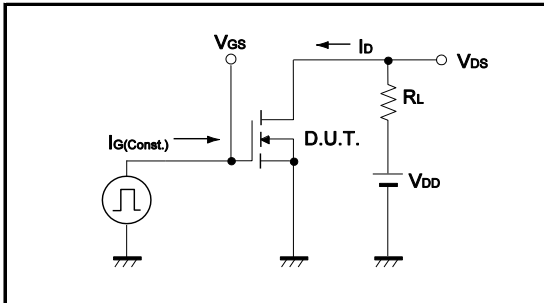 VGS
ID
VDS
RL
IG(Const.)
D.U.T.
VDD